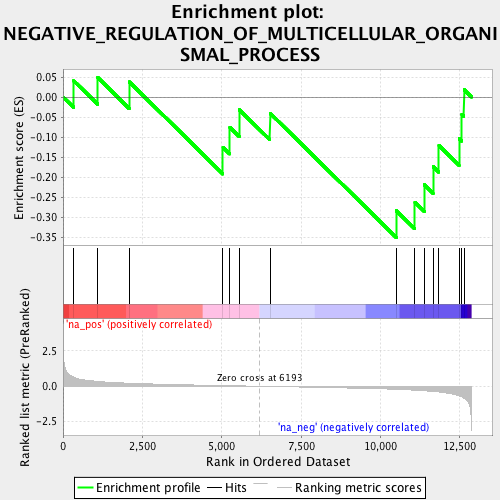 Enrichment plot:
NEGATIVE_REGULATION_OF_MULTICELLULAR_ORGANI
SMAL_PROCESS
Enrichment score (ES)
0.05
0.00
-0.05
-0.10
-0.15
-0.20
-0.25
-0.30
-0.35
'na_pos' (positively correlated)
Ranked list metric (PreRanked)
2.5
0.0
-2.5
Zero cross at 6193
'na_neg' (negatively correlated)
0
2,500
5,000
7,500
10,000
12,500
Rank in Ordered Dataset
Enrichment profile
Hits
Ranking metric scores